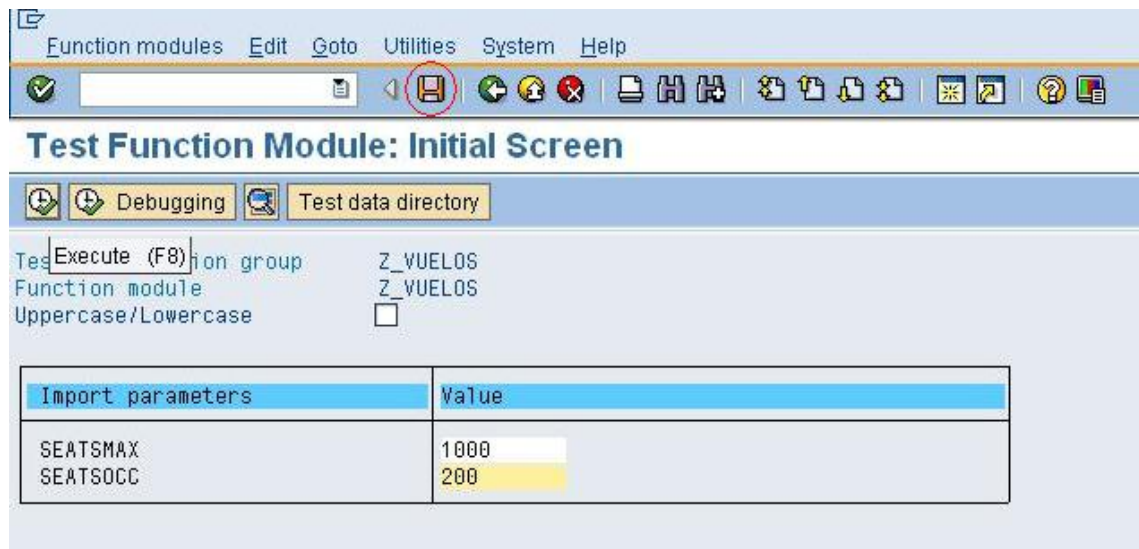 Function modules Edit Goto Utilities System Help
Test Function Module: Initial Screen
Debugging Test data directory
Execute (F8)
Tes ion group Z_VUELOS
Function module Z_VUELOS
Uppercase/Lowercase
Import parameters Value
SEATSMAX 1000
SEATSOCC 200